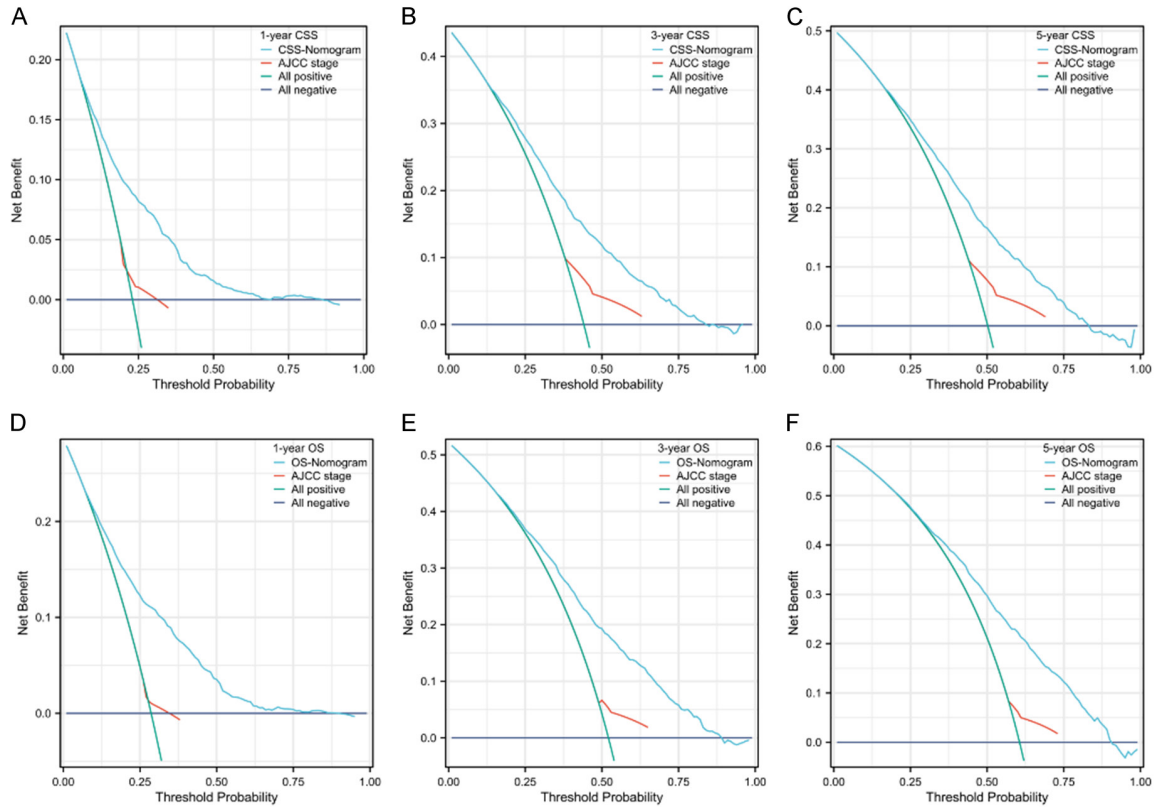 A
1-year CSS
CSS-Nomogram
AJCC stage
All positive
All negative
Net Benefit
0.20
0.15
0.10
0.05
0.00
0.00 0.25 0.50 0.75 1.00
Threshold Probability
B
3-year CSS
CSS-Nomogram
AJCC stage
All positive
All negative
Net Benefit
0.4
0.3
0.2
0.1
0.0
0.00 0.25 0.50 0.75 1.00
Threshold Probability
C
5-year CSS
CSS-Nomogram
AJCC stage
All positive
All negative
Net Benefit
0.5
0.4
0.3
0.2
0.1
0.0
0.00 0.25 0.50 0.75 1.00
Threshold Probability
D
1-year OS
OS-Nomogram
AJCC stage
All positive
All negative
Net Benefit
0.2
0.1
0.0
0.00 0.25 0.50 0.75 1.00
Threshold Probability
E
3-year OS
OS-Nomogram
AJCC stage
All positive
All negative
Net Benefit
0.5
0.4
0.3
0.2
0.1
0.0
0.00 0.25 0.50 0.75 1.00
Threshold Probability
F
5-year OS
OS-Nomogram
AJCC stage
All positive
All negative
Net Benefit
0.6
0.5
0.4
0.3
0.2
0.1
0.0
0.00 0.25 0.50 0.75 1.00
Threshold Probability